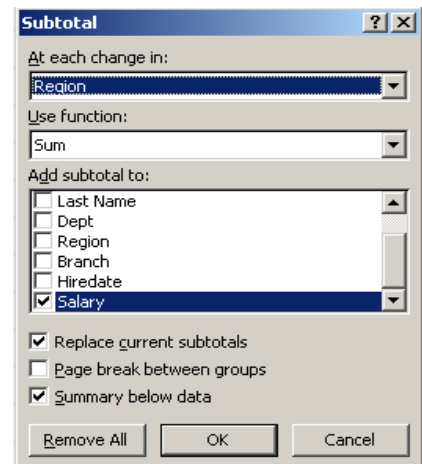 Subtotal
At each change in:
Region
Use function:
Sum
Add subtotal to:
Last Name
Dept
Region
Branch
Hiredate
Salary
Replace current subtotals
Page break between groups
Summary below data
Remove All OK Cancel